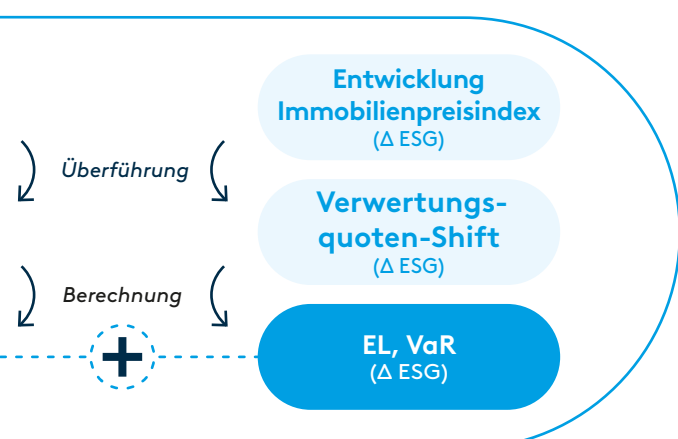 Entwicklung
Immobilienpreisindex
(Δ ESG)
Überführung
Verwertungs-
quoten-Shift
(Δ ESG)
Berechnung
+
EL, VaR
(Δ ESG)